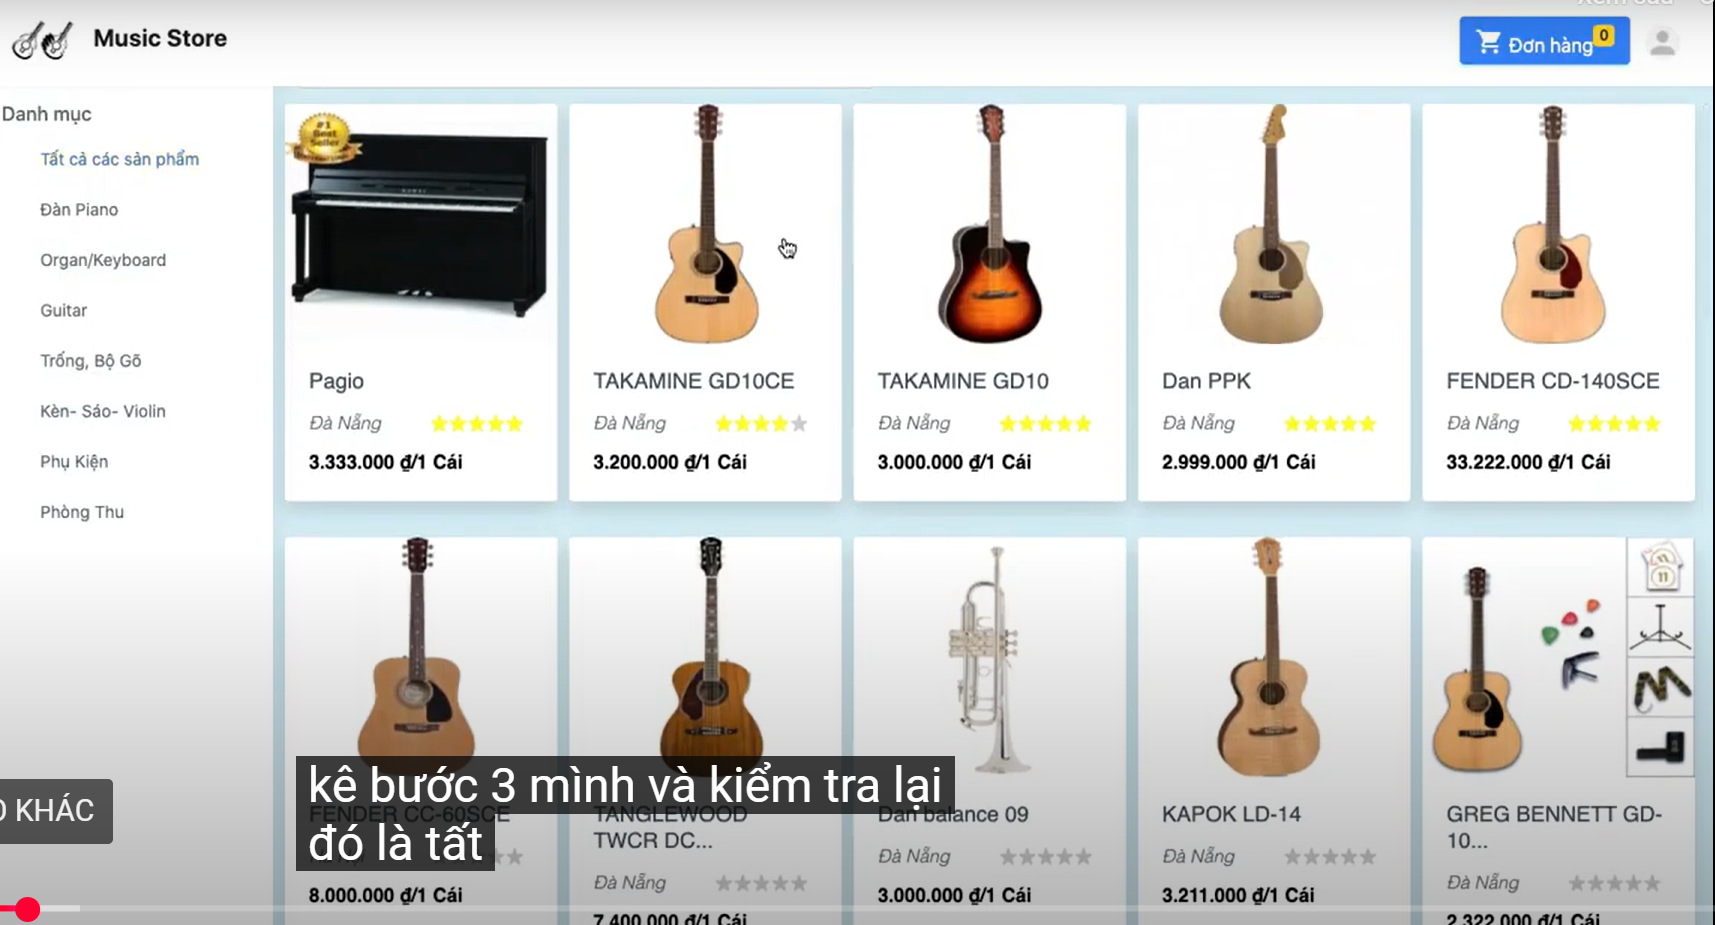 Music Store
Đơn hàng 0
Danh mục
Tất cả các sản phẩm
Đàn Piano
Organ/Keyboard
Guitar
Trống, Bộ Gõ
Kèn- Sáo- Violin
Phụ Kiện
Phòng Thu
#1
Best
Seller
Pagio
Đà Nẵng
3.333.000 ₫/1 Cái
TAKAMINE GD10CE
Đà Nẵng
3.200.000 ₫/1 Cái
TAKAMINE GD10
Đà Nẵng
3.000.000 ₫/1 Cái
Dan PPK
Đà Nẵng
2.999.000 ₫/1 Cái
FENDER CD-140SCE
Đà Nẵng
33.222.000 ₫/1 Cái
FENDER CC-60SCE
8.000.000 ₫/1 Cái
TANGLEWOOD
TWCR DC...
Đà Nẵng
7.400.000 ₫/1 Cái
Dan balance 09
Đà Nẵng
3.000.000 ₫/1 Cái
KAPOK LD-14
Đà Nẵng
3.211.000 ₫/1 Cái
11
GREG BENNETT GD-
10...
Đà Nẵng
2.322.000 ₫/1 Cái
kê bước 3 mình và kiểm tra lại
đó là tất
KHÁC